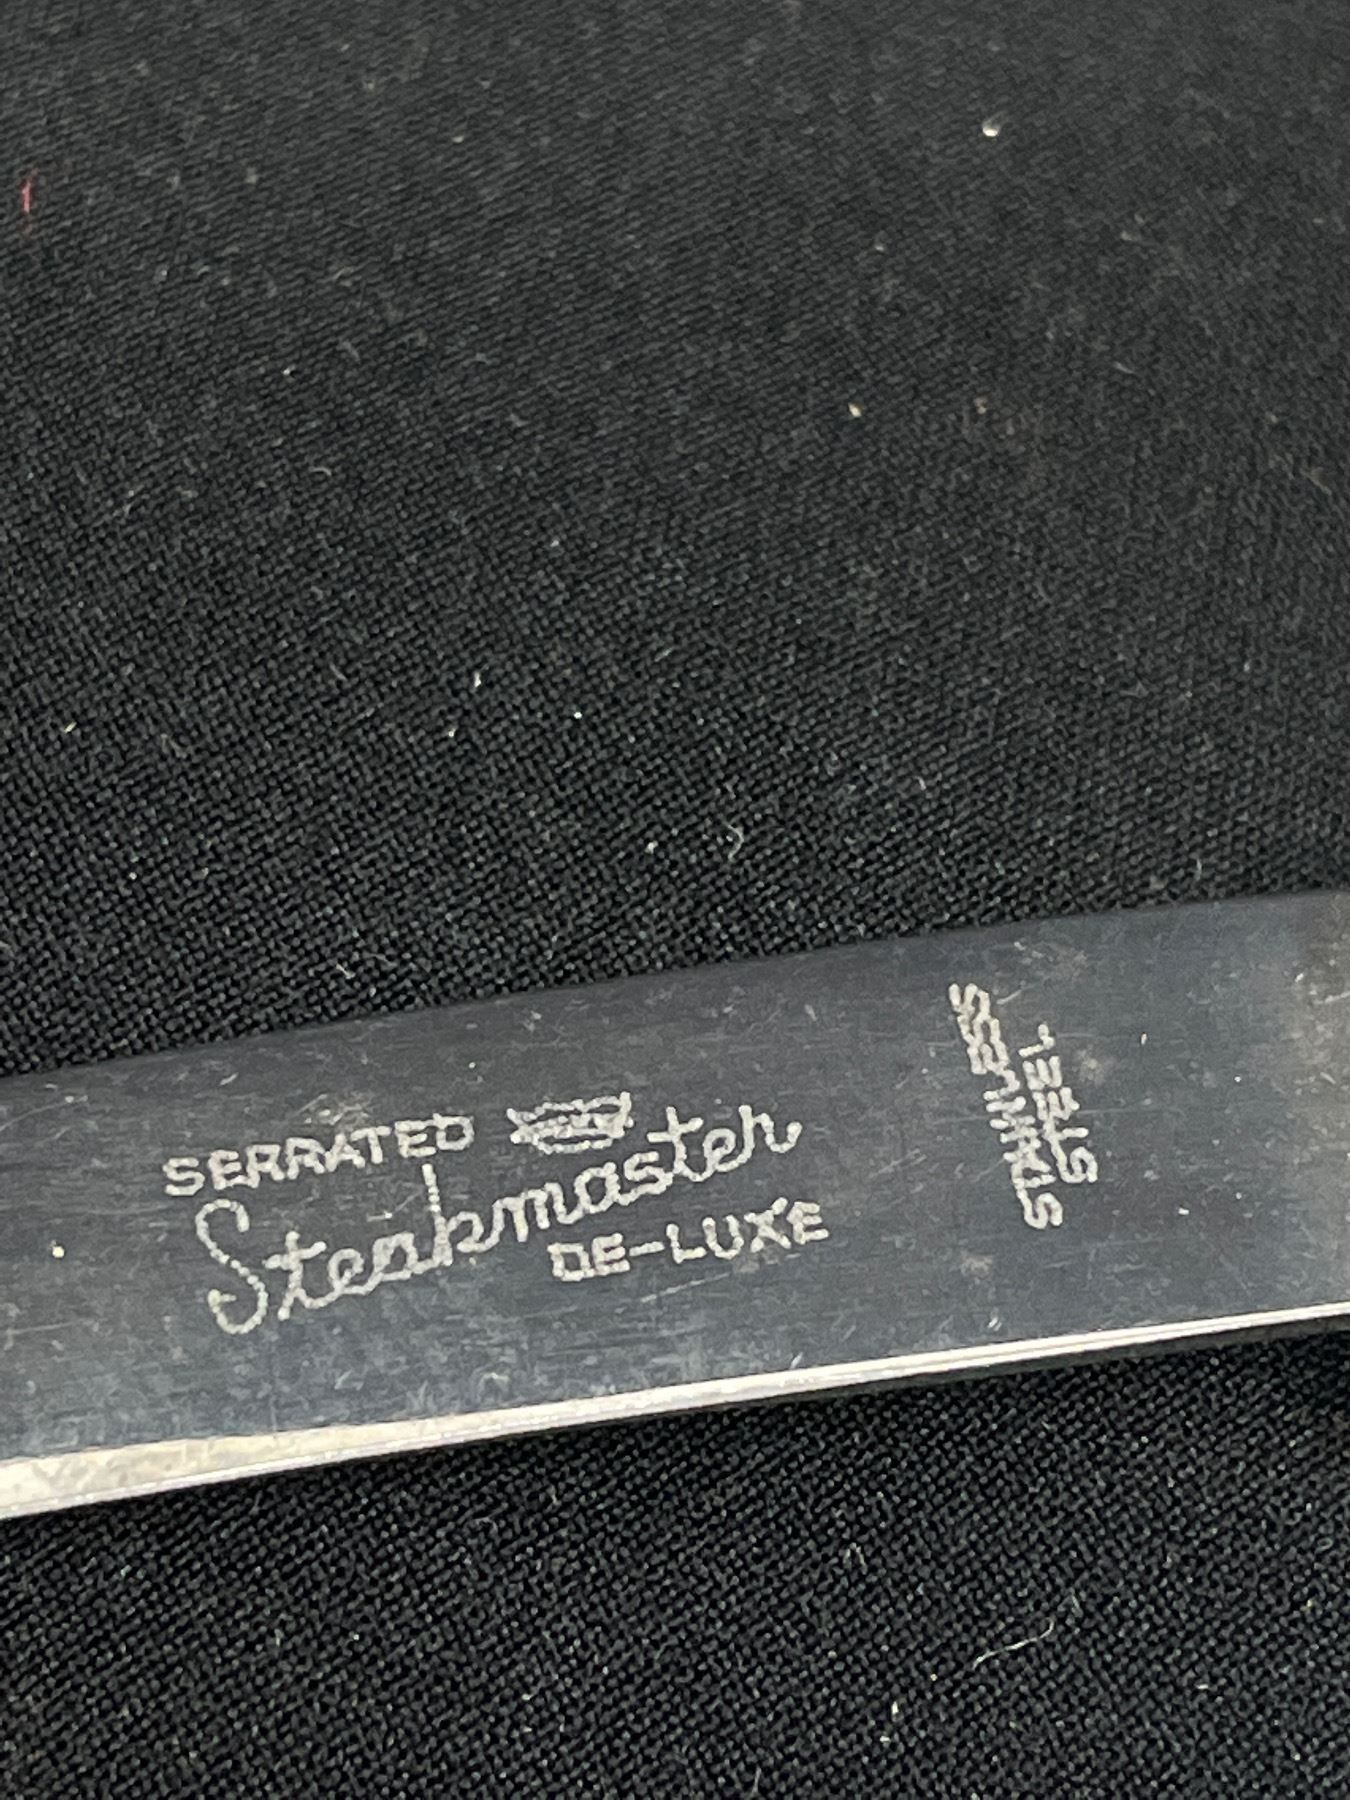 SERRATED
Steakmaster
DE-LUXE
STAINLESS
STEEL